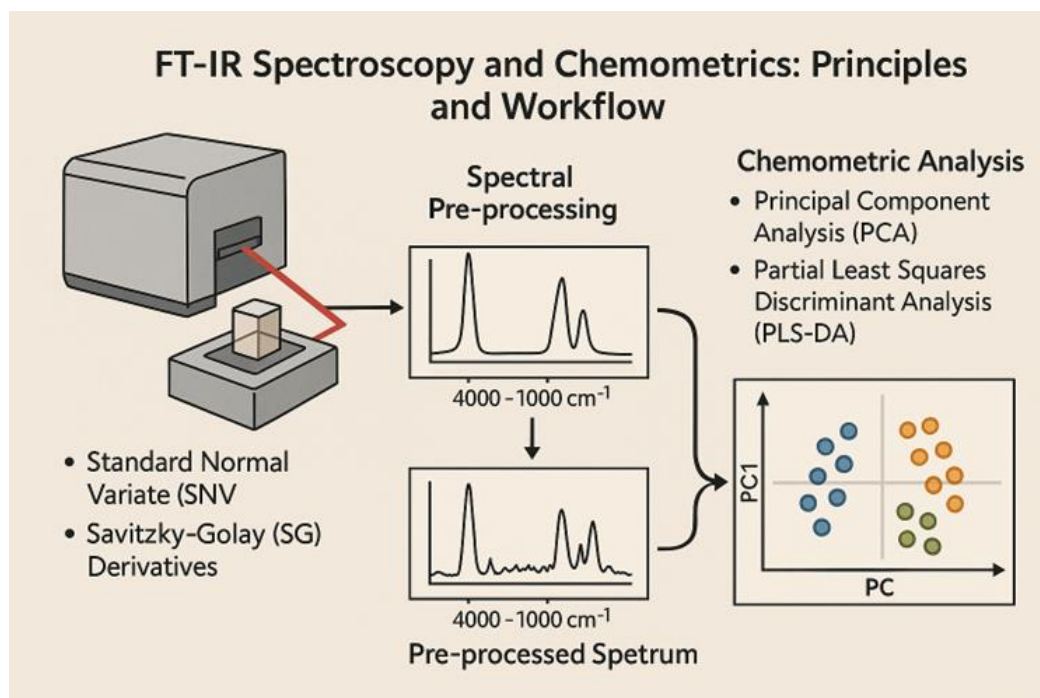 FT-IR Spectroscopy and Chemometrics: Principles
and Workflow
Spectral
Pre-processing
4000 - 1000 cm⁻¹
4000 - 1000 cm⁻¹
Pre-processed Spetrum
• Standard Normal
Variate (SNV
• Savitzky-Golay (SG)
Derivatives
Chemometric Analysis
• Principal Component
Analysis (PCA)
• Partial Least Squares
Discriminant Analysis
(PLS-DA)
PC1
PC